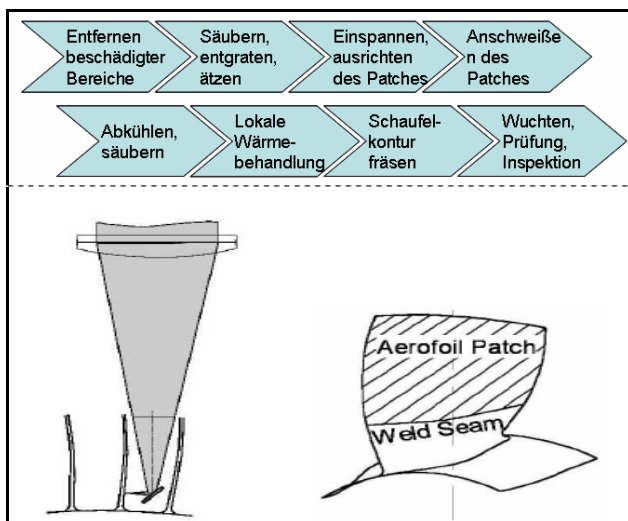 Entfernen
beschädigter
Bereiche
Säubern,
entgraten,
ätzen
Einspannen,
ausrichten
des Patches
Anschweiße
n des
Patches
Abkühlen,
säubern
Lokale
Wärme-
behandlung
Schaufel-
kontur
fräsen
Wuchten,
Prüfung,
Inspektion
Aerofoil Patch
Weld Seam